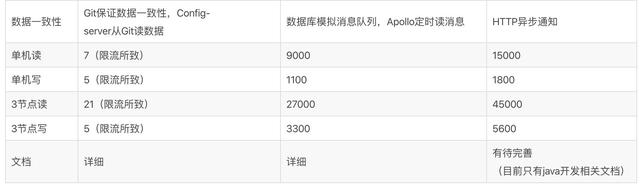 数据一致性 Git保证数据一致性，Config-server从Git读数据 数据库模拟消息队列，Apollo定时读消息 HTTP异步通知
单机读 7（限流所致） 9000 15000
单机写 5（限流所致） 1100 1800
3节点读 21（限流所致） 27000 45000
3节点写 5（限流所致） 3300 5600
文档 详细 详细 有待完善
（目前只有java开发相关文档）